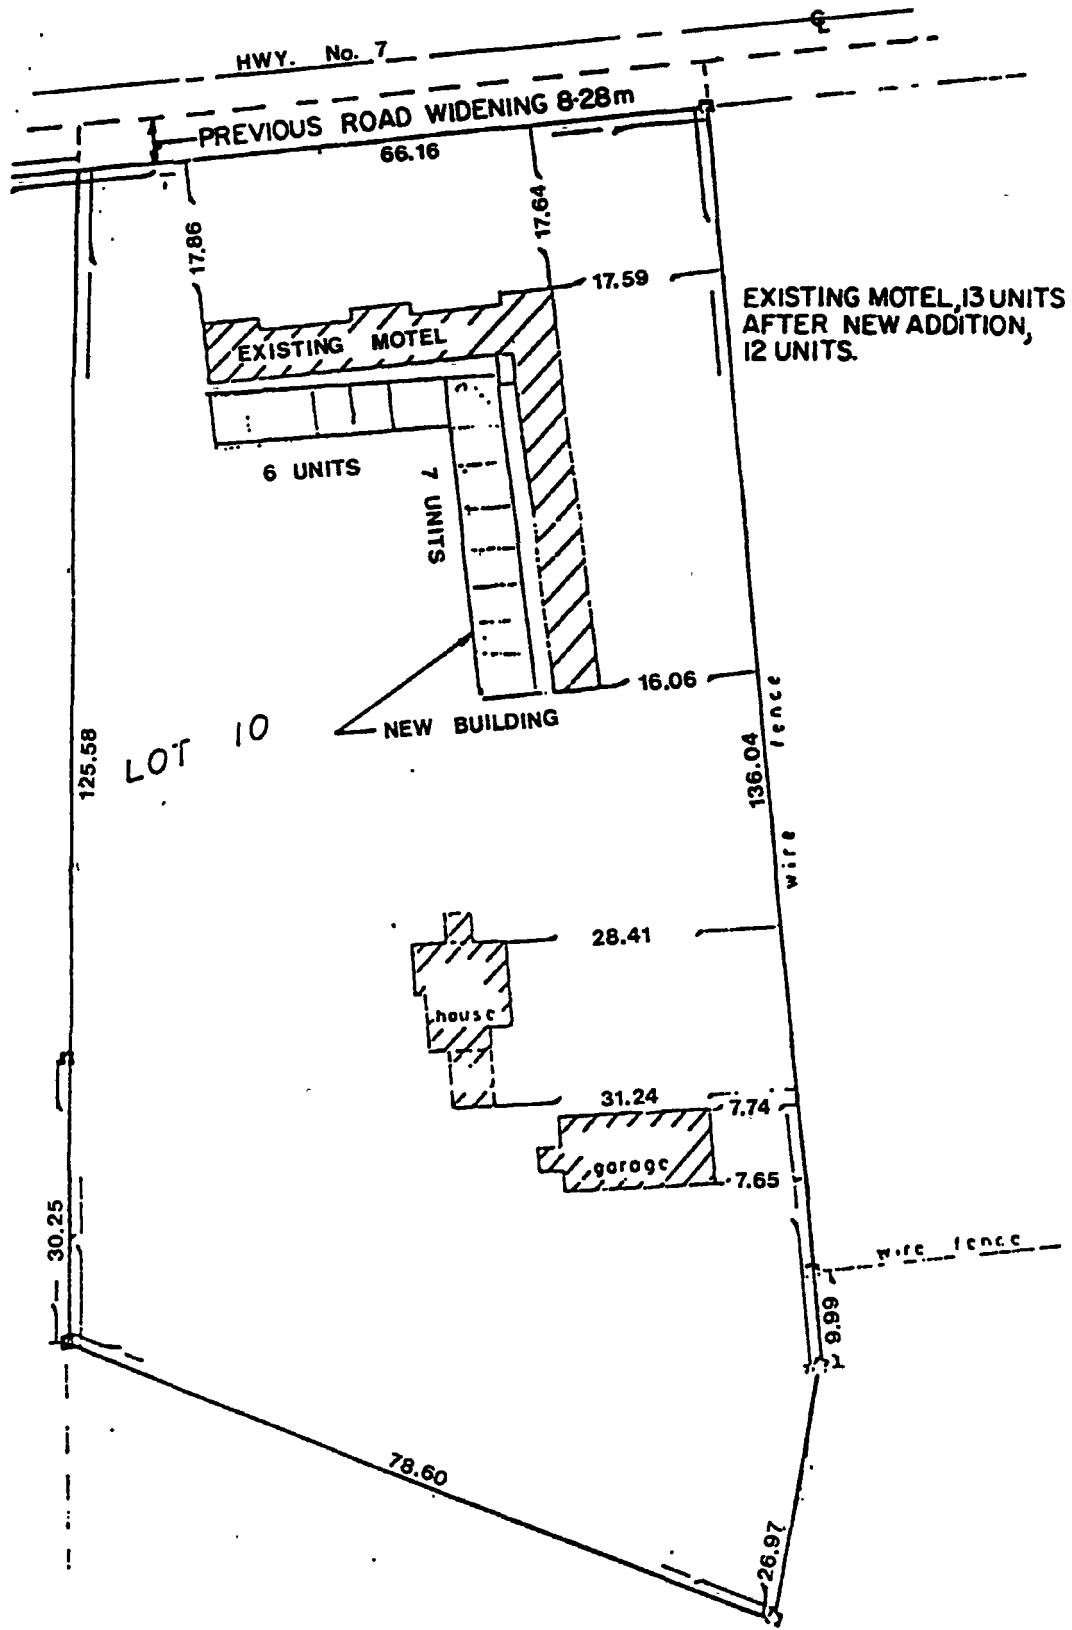 ℄
HWY. No. 7
PREVIOUS ROAD WIDENING 8·28m
66.16
17.86
17.64
17.59
EXISTING MOTEL, 13 UNITS
AFTER NEW ADDITION,
12 UNITS.
EXISTING MOTEL
6 UNITS
7 UNITS
16.06
NEW BUILDING
LOT 10
125.58
136.04
wire fence
28.41
house
31.24
7.74
garage
7.65
30.25
wire fence
9.99
78.60
26.97